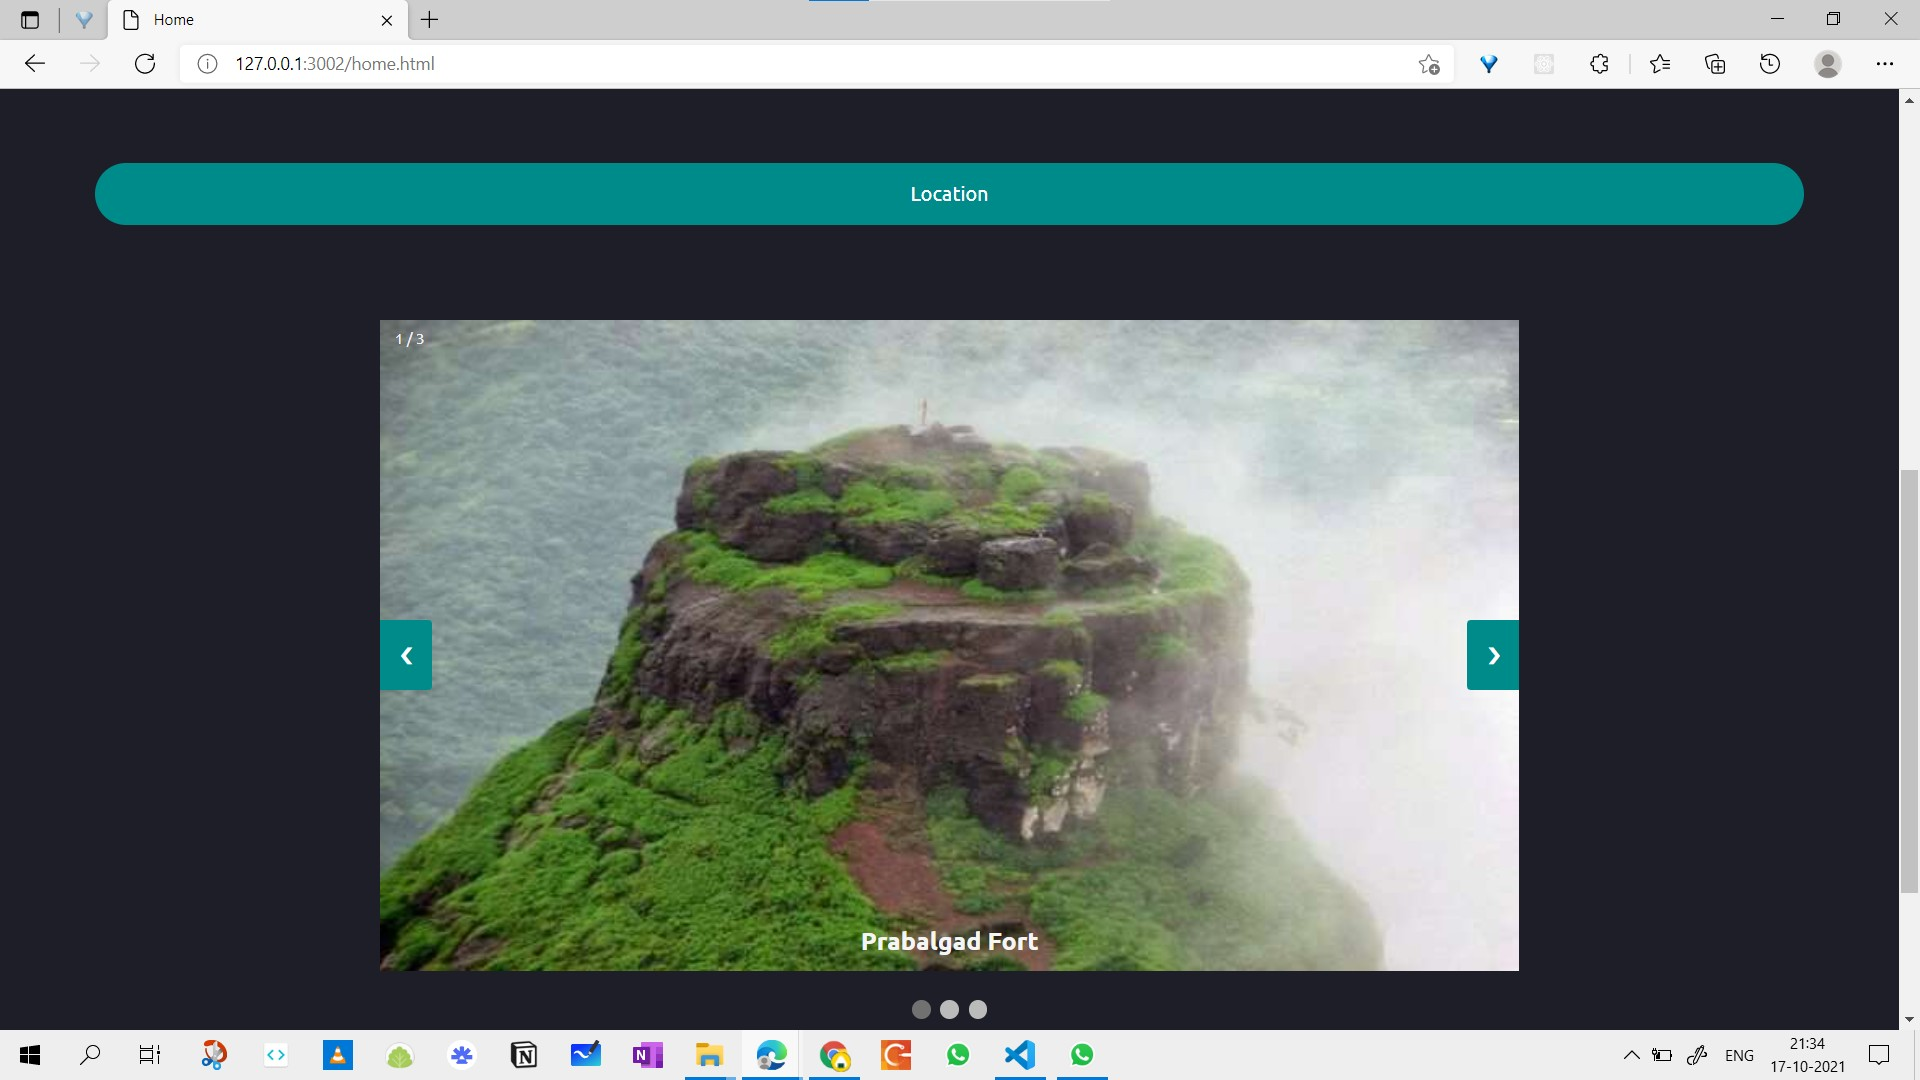 Home
127.0.0.1:3002/home.html
Location
1 / 3
❮
❯
Prabalgad Fort
N
N
ENG
21:34
17-10-2021